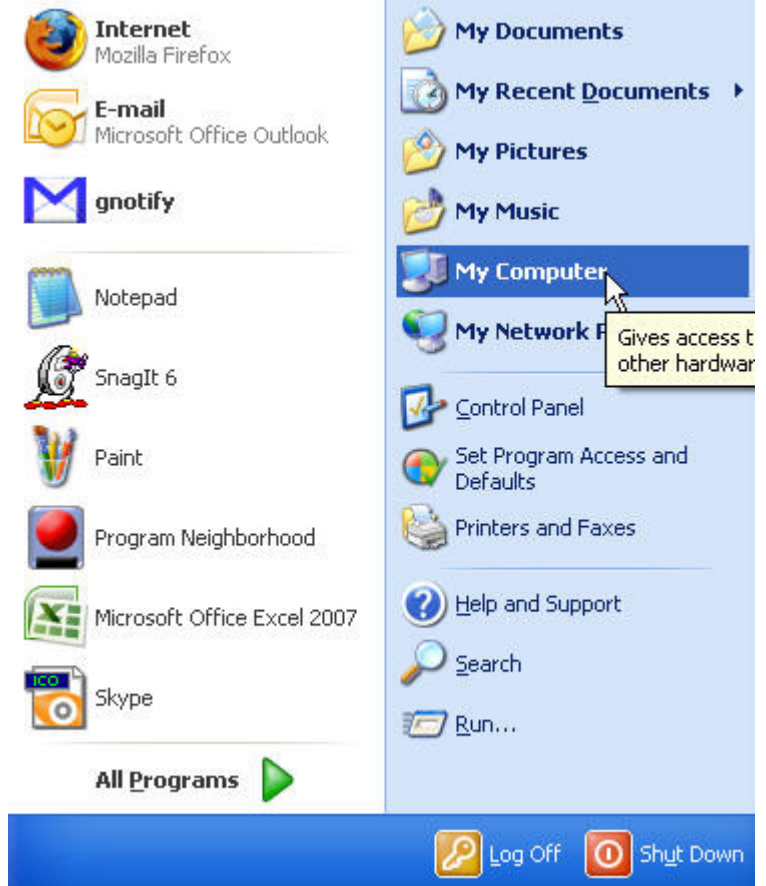 Internet
Mozilla Firefox
E-mail
Microsoft Office Outlook
gnotify
Notepad
SnagIt 6
Paint
Program Neighborhood
Microsoft Office Excel 2007
ICO
Skype
All Programs
My Documents
My Recent Documents
My Pictures
My Music
My Computer
My Network
Gives access
other
Control Panel
Set Program Access and
Defaults
Printers and Faxes
Help and Support
Search
Run...
Log Off
Shut Down